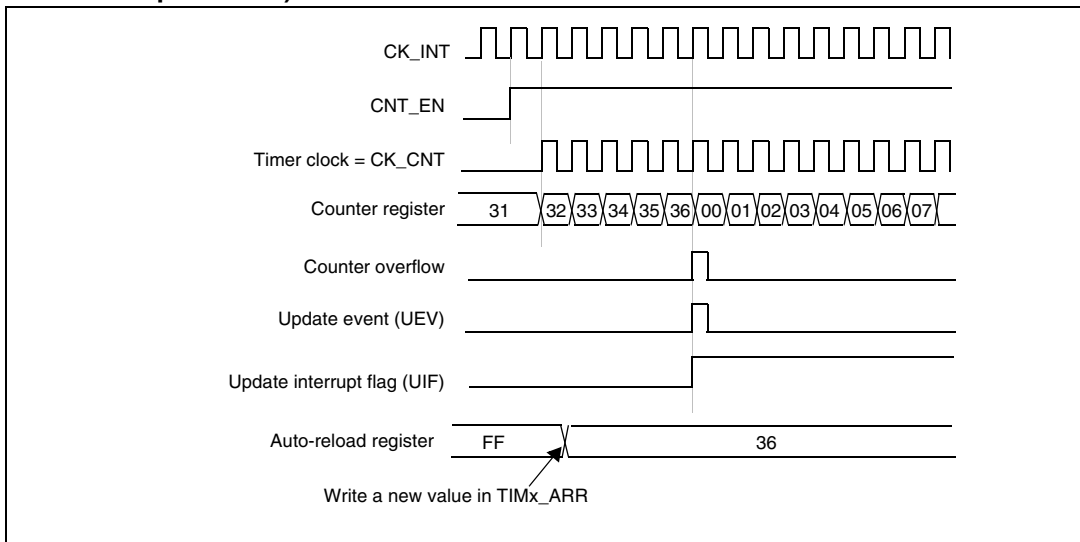 CK_INT
CNT_EN
Timer clock = CK_CNT
Counter register 31 32 33 34 35 36 00 01 02 03 04 05 06 07
Counter overflow
Update event (UEV)
Update interrupt flag (UIF)
Auto-reload register FF 36
Write a new value in TIMx_ARR